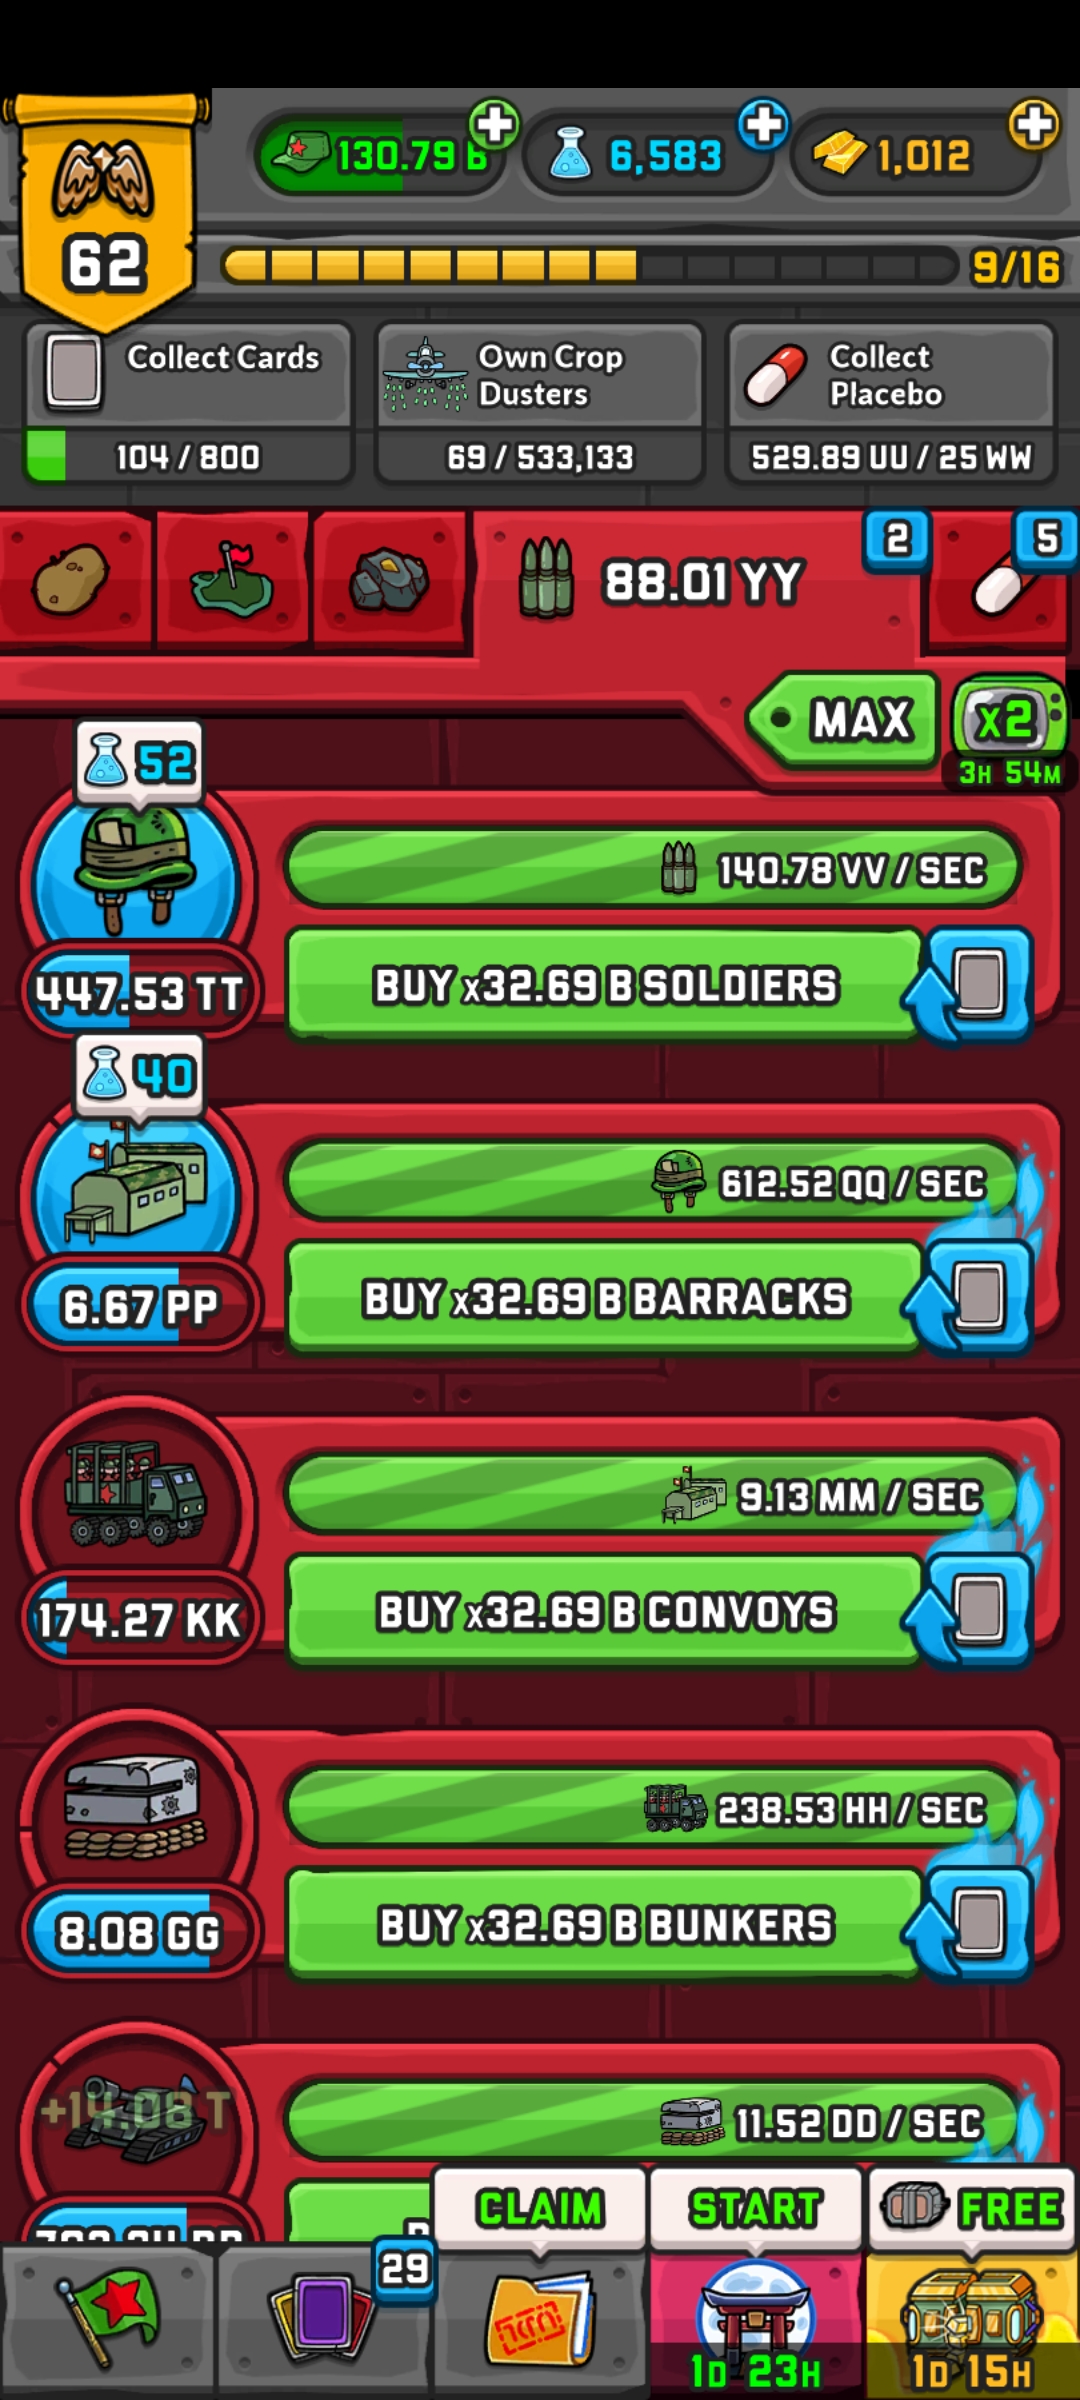 130.79 B
6,583
1,012
62
9/16
Collect Cards
104 / 800
Own Crop
Dusters
69 / 533,133
Collect
Placebo
529.89 UU / 25 WW
88.01 YY
2
5
MAX
x2
3H 54M
52
140.78 VV / SEC
447.53 TT
BUY x32.69 B SOLDIERS
40
612.52 QQ / SEC
6.67 PP
BUY x32.69 B BARRACKS
9.13 MM / SEC
174.27 KK
BUY x32.69 B CONVOYS
238.53 HH / SEC
8.08 GG
BUY x32.69 B BUNKERS
11.52 DD / SEC
CLAIM
START
FREE
29
1D 23H
1D 15H